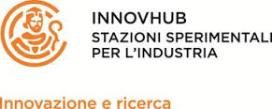 INNOVHUB
STAZIONI SPERIMENTALI
PER L'INDUSTRIA
Innovazione e ricerca